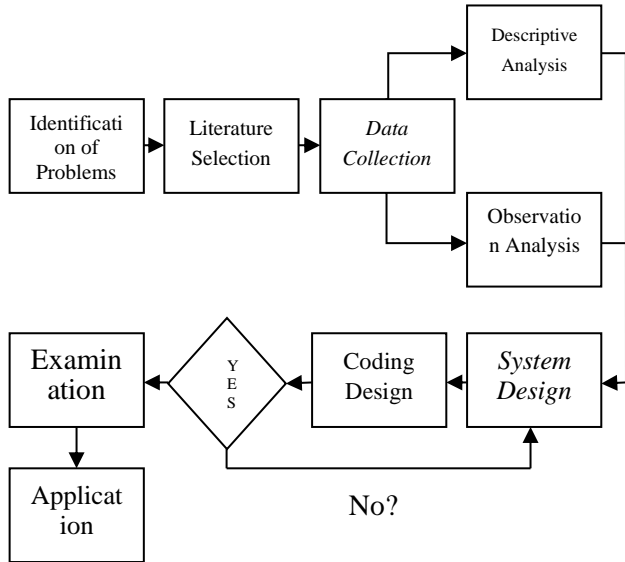 Descriptive
Analysis
Identificati
on of
Problems
Literature
Selection
Data
Collection
Observatio
n Analysis
Examin
ation
Y
E
S
Coding
Design
System
Design
Applicat
ion
No?